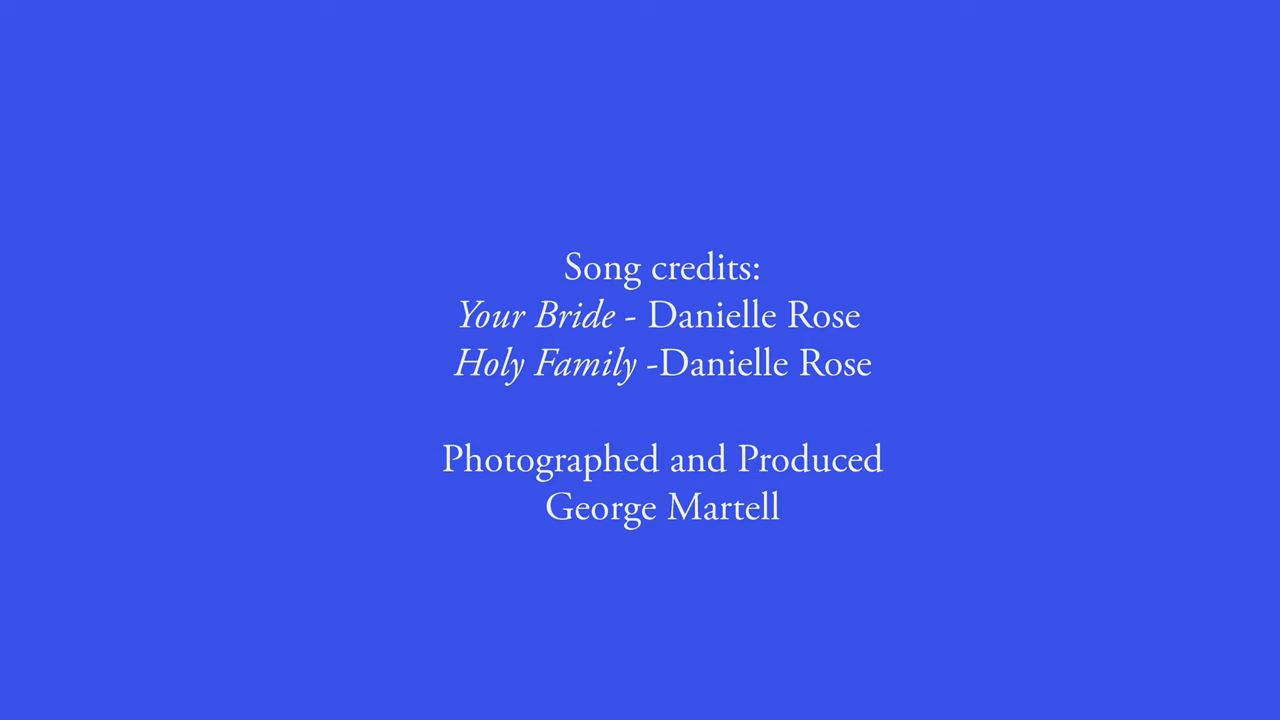 Song credits:
Your Bride - Danielle Rose
Holy Family -Danielle Rose
Photographed and Produced
George Martell